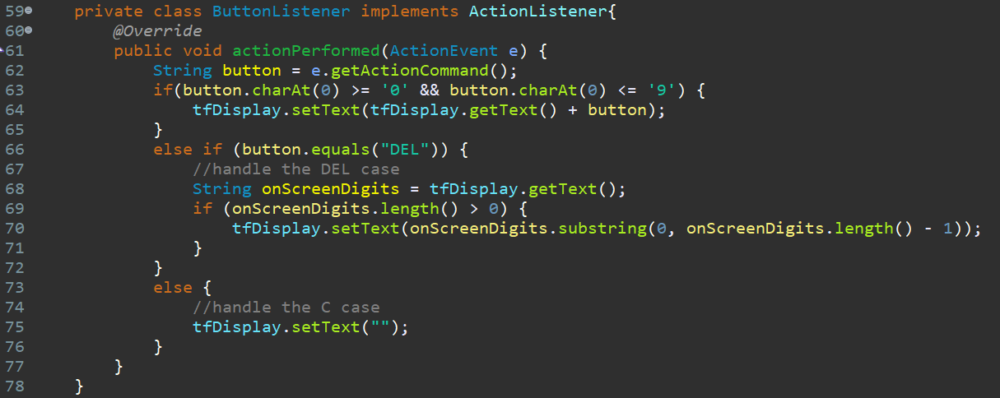 59    private class ButtonListener implements ActionListener{
60        @Override
61        public void actionPerformed(ActionEvent e) {
62            String button = e.getActionCommand();
63            if(button.charAt(0) >= '0' && button.charAt(0) <= '9') {
64                tfDisplay.setText(tfDisplay.getText() + button);
65            }
66            else if (button.equals("DEL")) {
67                //handle the DEL case
68                String onScreenDigits = tfDisplay.getText();
69                if (onScreenDigits.length() > 0) {
70                    tfDisplay.setText(onScreenDigits.substring(0, onScreenDigits.length() - 1));
71                }
72            }
73            else {
74                //handle the C case
75                tfDisplay.setText("");
76            }
77        }
78    }